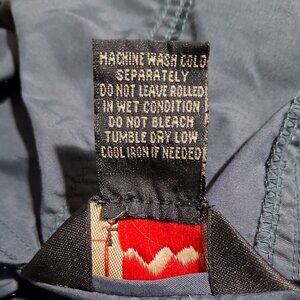 MACHINE WASH COLD
SEPARATELY
DO NOT LEAVE ROLLED
IN WET CONDITION
DO NOT BLEACH
TUMBLE DRY LOW
COOL IRON IF NEEDED